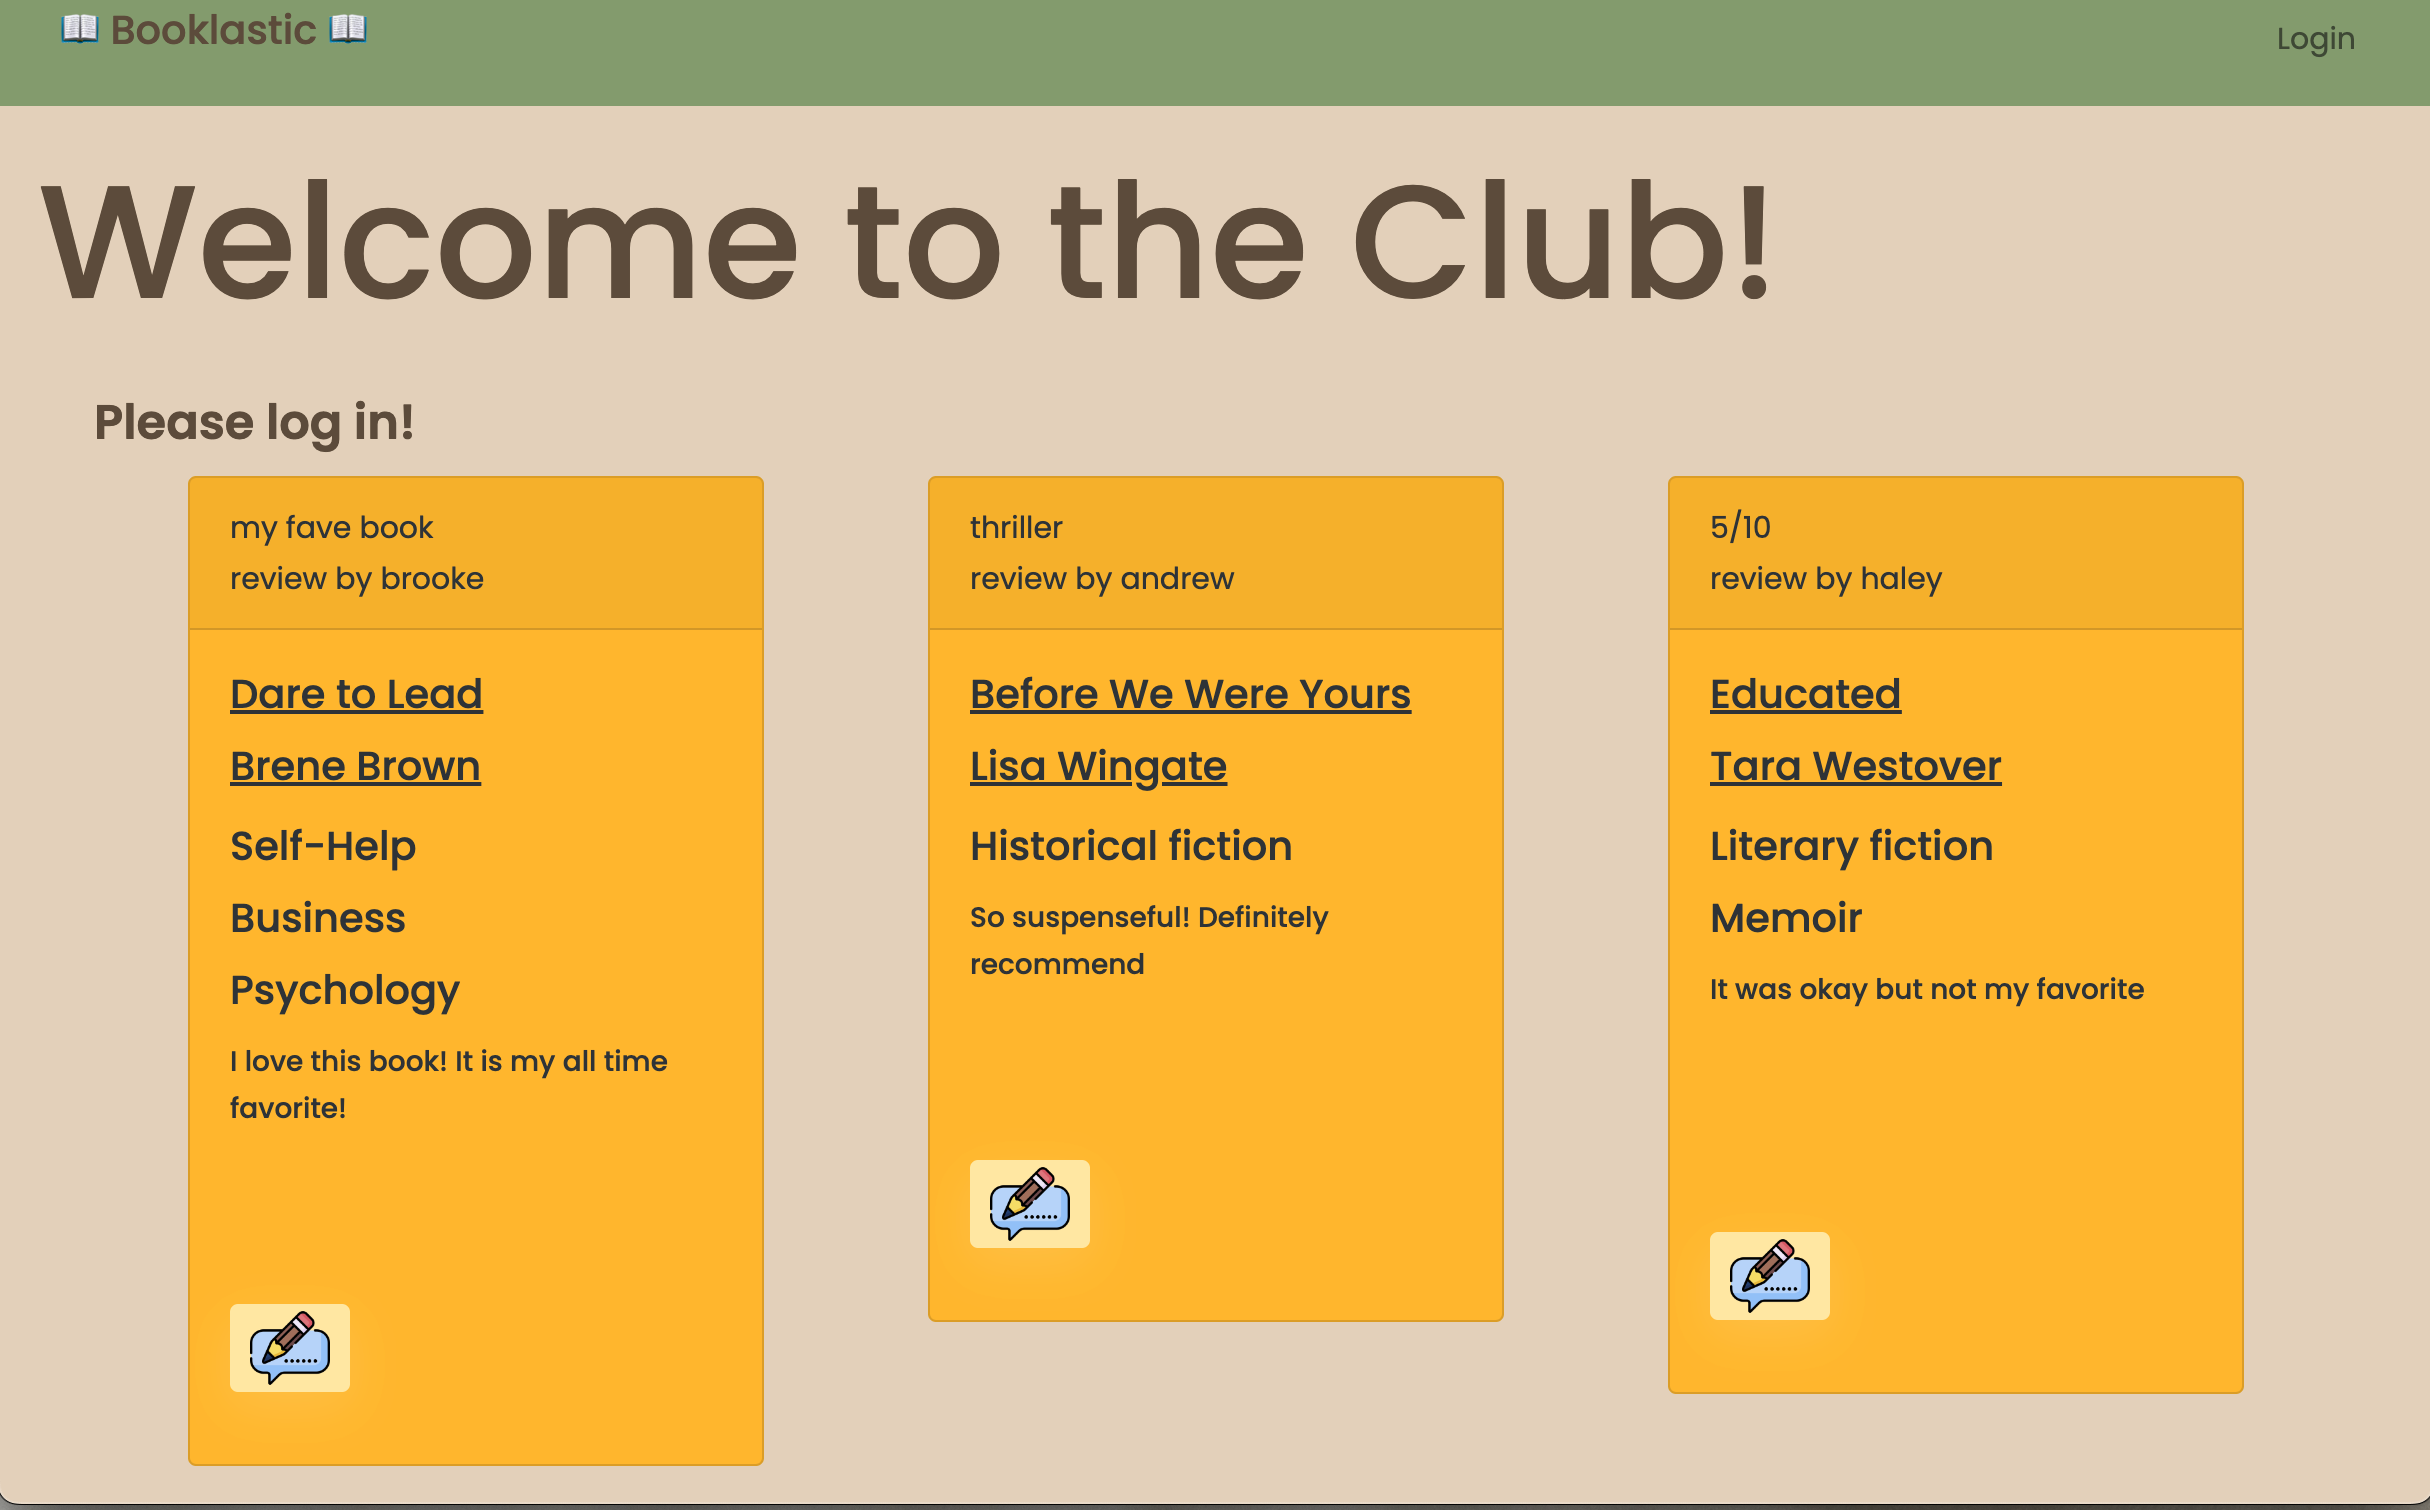 📖 Booklastic 📖
Login
Welcome to the Club!
Please log in!
my fave book
review by brooke
Dare to Lead
Brene Brown
Self-Help
Business
Psychology
I love this book! It is my all time
favorite!
thriller
review by andrew
Before We Were Yours
Lisa Wingate
Historical fiction
So suspenseful! Definitely
recommend
5/10
review by haley
Educated
Tara Westover
Literary fiction
Memoir
It was okay but not my favorite